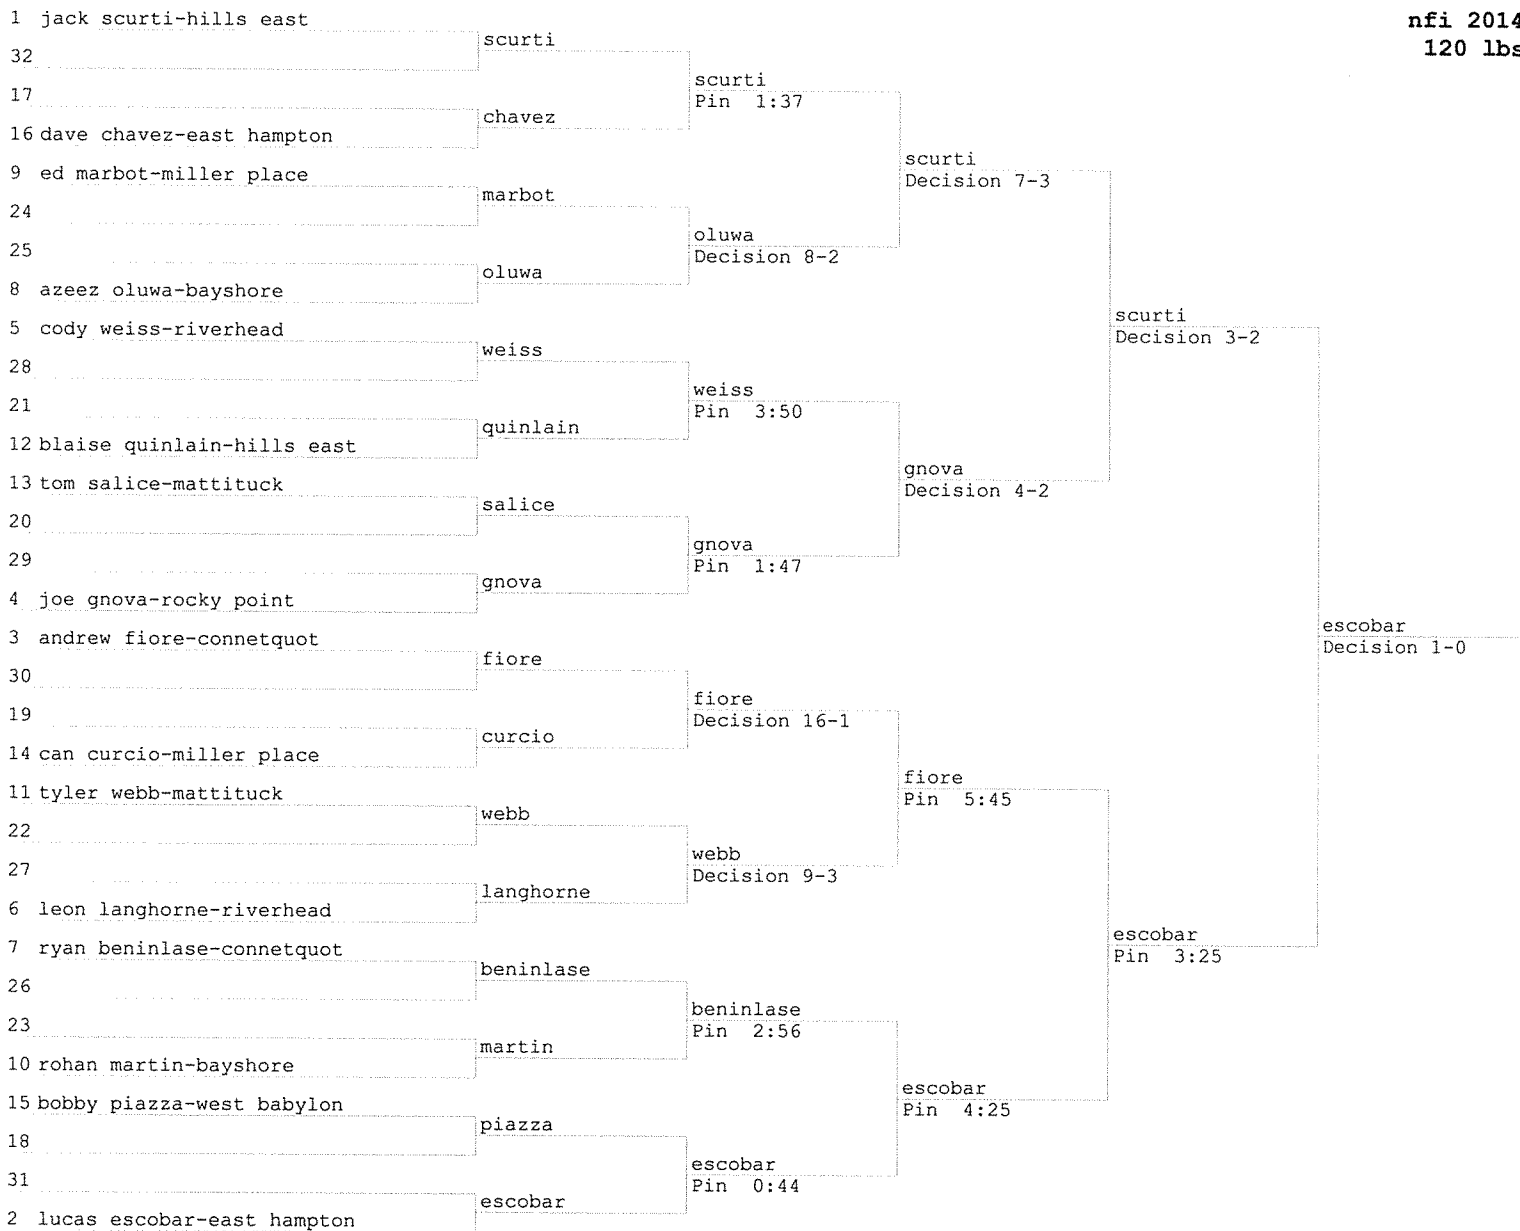 nfi 2014
120 lbs
1 jack scurti-hills east
32
17
16 dave chavez-east hampton
9 ed marbot-miller place
24
25
8 azeez oluwa-bayshore
5 cody weiss-riverhead
28
21
12 blaise quinlain-hills east
13 tom salice-mattituck
20
29
4 joe gnova-rocky point
3 andrew fiore-connetquot
30
19
14 can curcio-miller place
11 tyler webb-mattituck
22
27
6 leon langhorne-riverhead
7 ryan beninlase-connetquot
26
23
10 rohan martin-bayshore
15 bobby piazza-west babylon
18
31
2 lucas escobar-east hampton
scurti
chavez
marbot
oluwa
weiss
quinlain
salice
gnova
fiore
curcio
webb
langhorne
beninlase
martin
piazza
escobar
scurti
Pin 1:37
oluwa
Decision 8-2
weiss
Pin 3:50
gnova
Pin 1:47
fiore
Decision 16-1
webb
Decision 9-3
beninlase
Pin 2:56
escobar
Pin 0:44
scurti
Decision 7-3
gnova
Decision 4-2
fiore
Pin 5:45
escobar
Pin 4:25
scurti
Decision 3-2
escobar
Pin 3:25
escobar
Decision 1-0